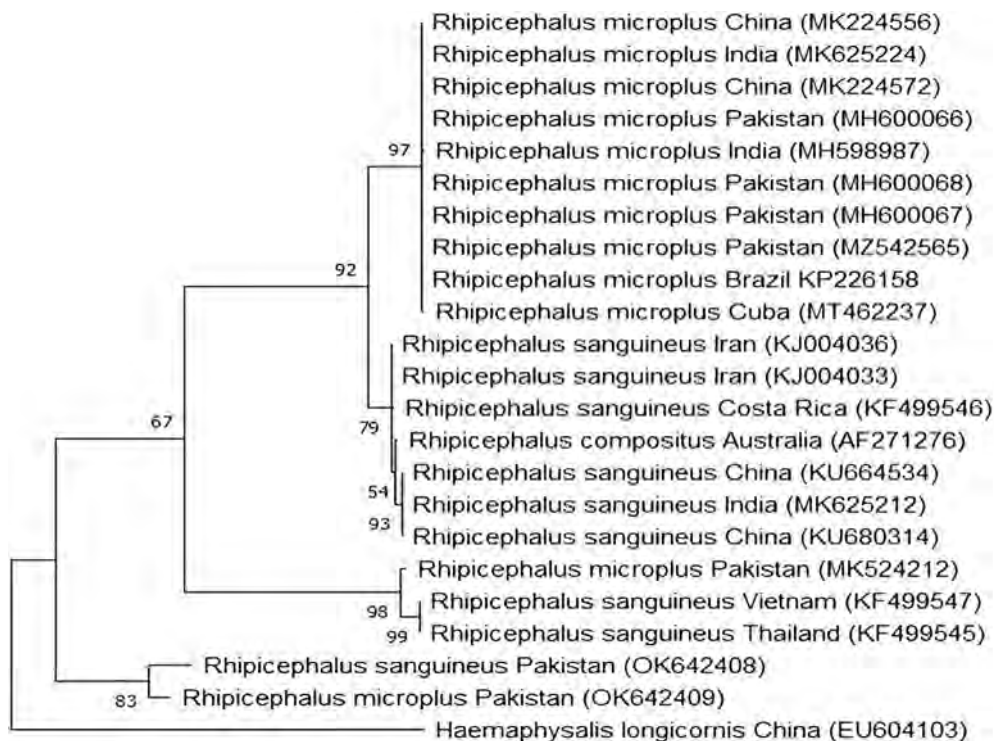 Rhipicephalus microplus China (MK224556)
Rhipicephalus microplus India (MK625224)
Rhipicephalus microplus China (MK224572)
Rhipicephalus microplus Pakistan (MH600066)
97
Rhipicephalus microplus India (MH598987)
Rhipicephalus microplus Pakistan (MH600068)
Rhipicephalus microplus Pakistan (MH600067)
Rhipicephalus microplus Pakistan (MZ542565)
92
Rhipicephalus microplus Brazil KP226158
Rhipicephalus microplus Cuba (MT462237)
Rhipicephalus sanguineus Iran (KJ004036)
Rhipicephalus sanguineus Iran (KJ004033)
Rhipicephalus sanguineus Costa Rica (KF499546)
67
79
Rhipicephalus compositus Australia (AF271276)
Rhipicephalus sanguineus China (KU664534)
54
Rhipicephalus sanguineus India (MK625212)
93
Rhipicephalus sanguineus China (KU680314)
Rhipicephalus microplus Pakistan (MK524212)
98
Rhipicephalus sanguineus Vietnam (KF499547)
99
Rhipicephalus sanguineus Thailand (KF499545)
Rhipicephalus sanguineus Pakistan (OK642408)
83
Rhipicephalus microplus Pakistan (OK642409)
Haemaphysalis longicornis China (EU604103)